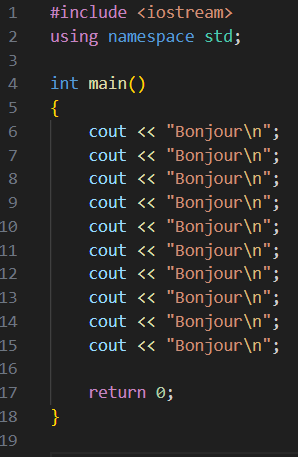 1 #include <iostream>
2 using namespace std;
3
4 int main()
5 {
6     cout << "Bonjour\n";
7     cout << "Bonjour\n";
8     cout << "Bonjour\n";
9     cout << "Bonjour\n";
10     cout << "Bonjour\n";
11     cout << "Bonjour\n";
12     cout << "Bonjour\n";
13     cout << "Bonjour\n";
14     cout << "Bonjour\n";
15     cout << "Bonjour\n";
16
17     return 0;
18 }
19